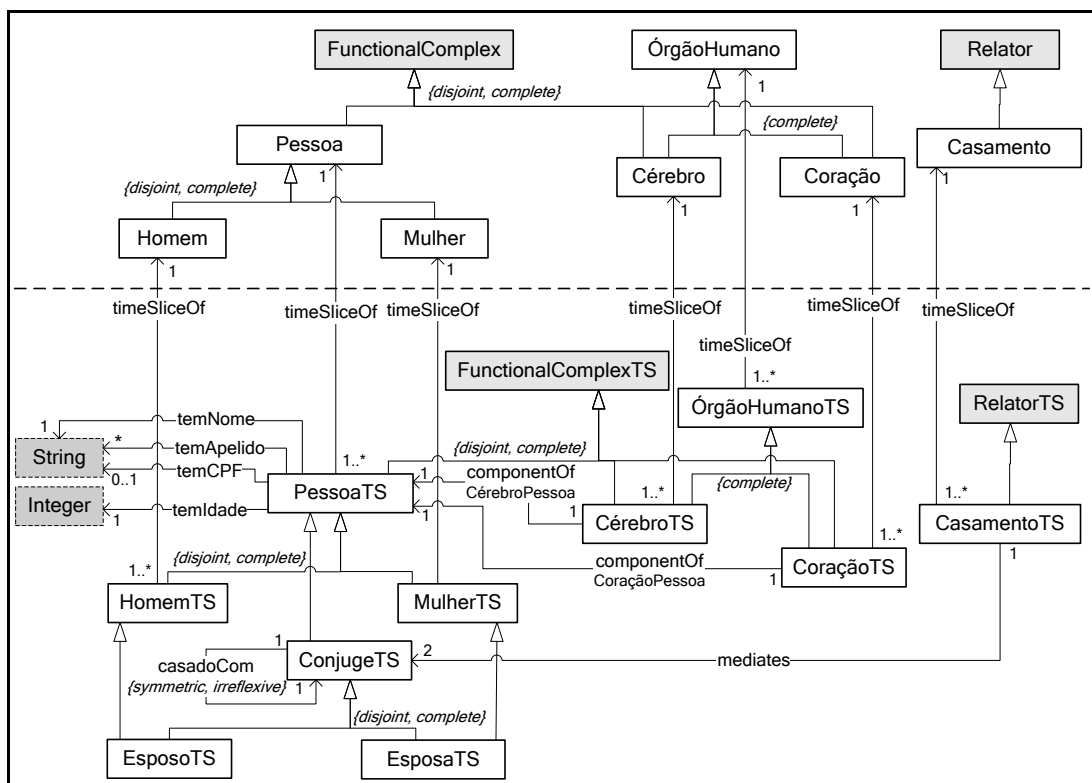 FunctionalComplex
ÓrgãoHumano
Relator
1
{disjoint, complete}
Pessoa
{complete}
Casamento
1
Cérebro
Coração
1
{disjoint, complete}
1
1
Homem
Mulher
1
1
timeSliceOf
timeSliceOf
timeSliceOf
timeSliceOf
timeSliceOf
timeSliceOf
timeSliceOf
FunctionalComplexTS
1..*
ÓrgãoHumanoTS
RelatorTS
1
temNome
*
temApelido
{disjoint, complete}
String
0..1
temCPF
1..*
1
componentOf
CérebroPessoa
1..*
{complete}
PessoaTS
1..*
Integer
1
temIdade
1
1
CérebroTS
CasamentoTS
1..*
1
{disjoint, complete}
1..*
componentOf
CoraçãoPessoa
1
CoraçãoTS
HomemTS
MulherTS
1
2
casadoCom
ConjugeTS
mediates
{symmetric, irreflexive}
1
{disjoint, complete}
EsposoTS
EsposaTS